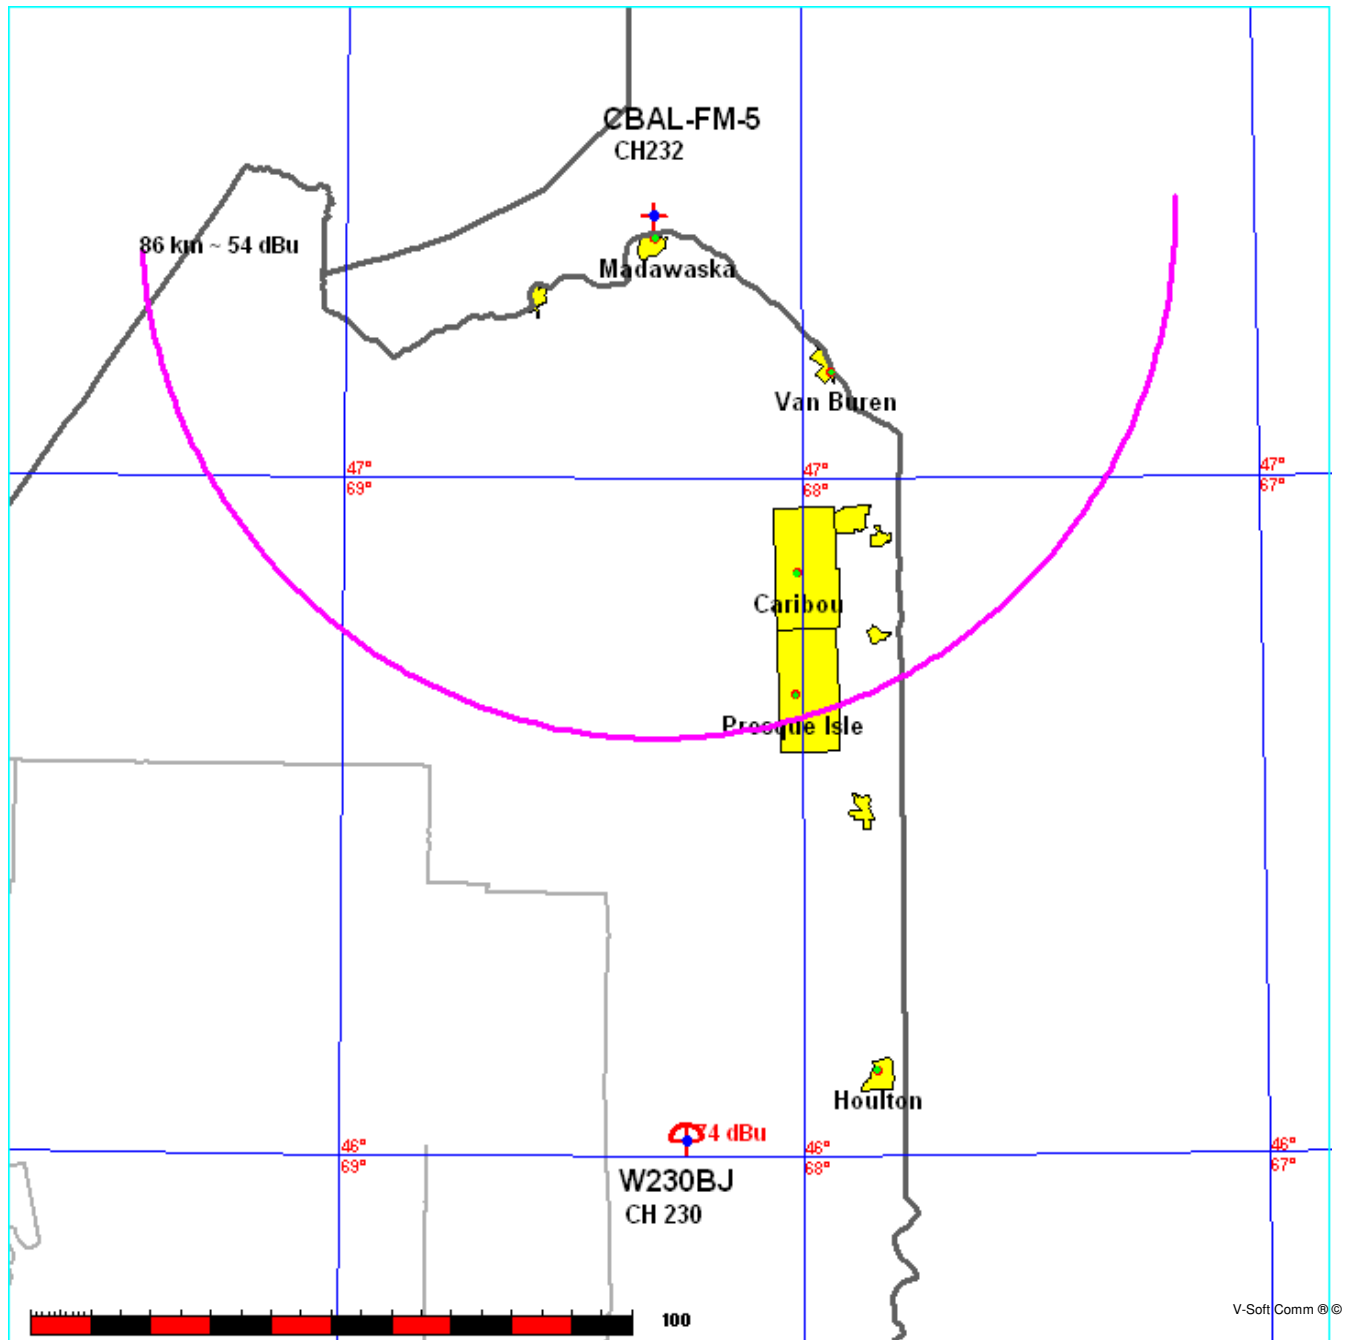 CBAL-FM-5
CH232
86 km ~ 54 dBu
Madawaska
Van Buren
47°
69°
47°
68°
47°
67°
Caribou
Presque Isle
Houlton
74 dBu
46°
69°
46°
68°
46°
67°
W230BJ
CH 230
100
V-Soft Comm ® ©